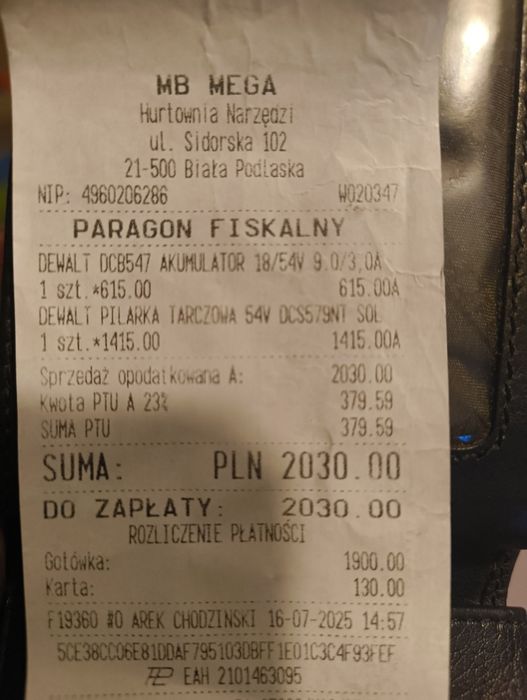 MB MEGA
Hurtownia Narzędzi
ul. Sidorska 102
21-500 Biała Podlaska
NIP: 4960206286 W020347
PARAGON FISKALNY
DEWALT DCB547 AKUMULATOR 18/54V 9.0/3,0A
1 szt.*615.00 615.00A
DEWALT PILARKA TARCZOWA 54V DCS579NT SOL
1 szt.*1415.00 1415.00A
Sprzedaż opodatkowana A: 2030.00
Kwota PTU A 23% 379.59
SUMA PTU 379.59
SUMA: PLN 2030.00
DO ZAPŁATY: 2030.00
ROZLICZENIE PŁATNOŚCI
Gotówka: 1900.00
Karta: 130.00
F19360 #0 AREK CHODZINSKI 16-07-2025 14:57
5CE38CC06E81DDAF795103DBFF1E01C3C4F93FEF
EAH 2101463095